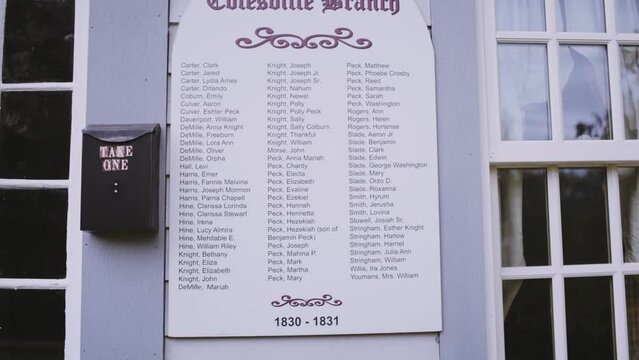 Colesville Branch
Carter, Clark
Carter, Jared
Carter, Lydia Ames
Carter, Orlando
Coburn, Emily
Culver, Aaron
Culver, Eshter Peck
Davenport, William
DeMille, Anna Knight
DeMille, Freeborn
DeMille, Lora Ann
DeMille, Oliver
DeMille, Orpha
Hall, Levi
Harris, Emer
Harris, Fannie Melvina
Harris, Joseph Mormon
Harris, Parna Chapell
Hine, Clarissa Lorinda
Hine, Clarissa Stewart
Hine, Irena
Hine, Lucy Almira
Hine, Mehitable E.
Hine, William Riley
Knight, Bethany
Knight, Eliza
Knight, Elizabeth
Knight, John
DeMille, Mariah
Knight, Joseph
Knight, Joseph Jr.
Knight, Joseph Sr.
Knight, Nahum
Knight, Newel
Knight, Polly
Knight, Polly Peck
Knight, Sally
Knight, Sally Colburn
Knight, Thankful
Knight, William
Morse, John
Peck, Anna Mariah
Peck, Charity
Peck, Electa
Peck, Elizabeth
Peck, Evaline
Peck, Ezekiel
Peck, Hannah
Peck, Henrietta
Peck, Hezekiah
Peck, Hezekiah (son of
Benjamin Peck)
Peck, Joseph
Peck, Mahina P.
Peck, Mark
Peck, Martha
Peck, Mary
Peck, Matthew
Peck, Phoebe Crosby
Peck, Reed
Peck, Samantha
Peck, Sarah
Peck, Washington
Rogers, Ann
Rogers, Helen
Rogers, Hortense
Slade, Aaron Jr.
Slade, Benjamin
Slade, Clark
Slade, Edwin
Slade, George Washington
Slade, Mary
Slade, Orzo D.
Slade, Roxanna
Smith, Hyrum
Smith, Jerusha
Smith, Lovina
Stowell, Josiah Sr.
Stringham, Esther Knight
Stringham, Harlow
Stringham, Harriet
Stringham, Julia Ann
Stringham, William
Willis, Ira Jones
Youmans, Mrs. William
1830 - 1831
TAKE
ONE